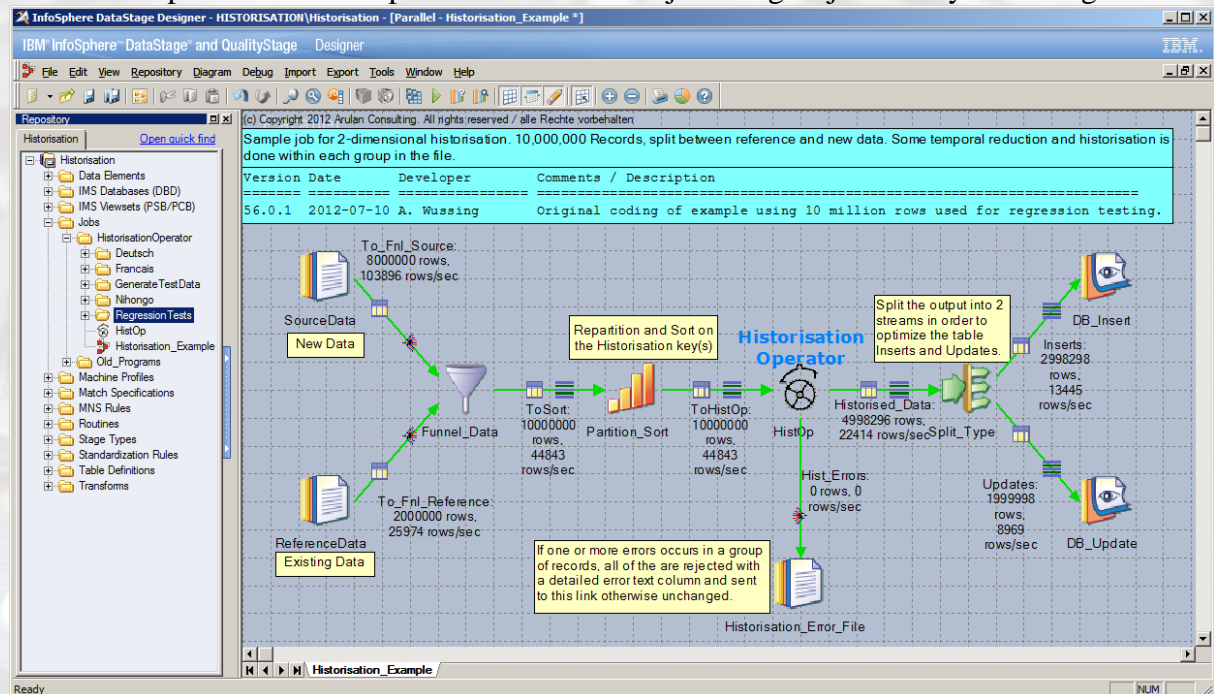 InfoSphere DataStage Designer - HISTORISATION\Historisation - [Parallel - Historisation_Example *]
IBM® InfoSphere™ DataStage® and QualityStage Designer
IBM.
File Edit View Repository Diagram Debug Import Export Tools Window Help
Repository
Historisation
Open quick find
Historisation
Data Elements
IMS Databases (DBD)
IMS Viewsets (PSB/PCB)
Jobs
HistorisationOperator
Deutsch
Francais
GenerateTestData
Nihongo
RegressionTests
HistOp
Historisation_Example
Old_Programs
Machine Profiles
Match Specifications
MNS Rules
Routines
Stage Types
Standardization Rules
Table Definitions
Transforms
(c) Copyright 2012 Arulan Consulting. All rights reserved / alle Rechte vorbehalten
Sample job for 2-dimensional historisation. 10,000,000 Records, split between reference and new data. Some temporal reduction and historisation is
done within each group in the file.
Version Date Developer Comments / Description
======= ========== =============== ===============================================================
56.0.1 2012-07-10 A. Wussing Original coding of example using 10 million rows used for regression testing.
To_Fnl_Source:
8000000 rows,
103896 rows/sec
SourceData
New Data
Funnel_Data
To_Fnl_Reference:
2000000 rows,
25974 rows/sec
ReferenceData
Existing Data
ToSort:
10000000
rows,
44843
rows/sec
Repartition and Sort on
the Historisation key(s)
Partition_Sort
ToHistOp:
10000000
rows,
44843
rows/sec
Historisation
Operator
HistOp
Hist_Errors:
0 rows, 0
rows/sec
If one or more errors occurs in a group
of records, all of the are rejected with
a detailed error text column and sent
to this link otherwise unchanged.
Historisation_Error_File
Historised_Data:
4998296 rows,
22414 rows/sec
Split the output into 2
streams in order to
optimize the table
Inserts and Updates.
Split_Type
DB_Insert
Inserts:
2998298
rows,
13445
rows/sec
Updates:
1999998
rows,
8969
rows/sec
DB_Update
Historisation_Example
Ready
NUM